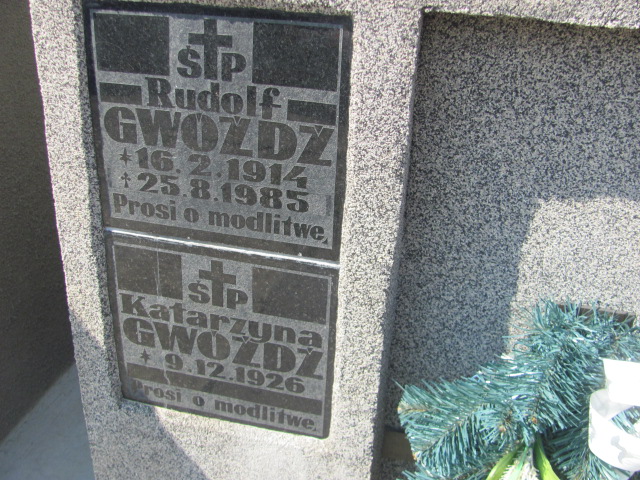 ŚP
Rudolf
GWOŹDŹ
* 16.2.1914
† 25.8.1985
Prosi o modlitwę
ŚP
Katarzyna
GWOŹDŹ
* 9.12.1926
Prosi o modlitwę